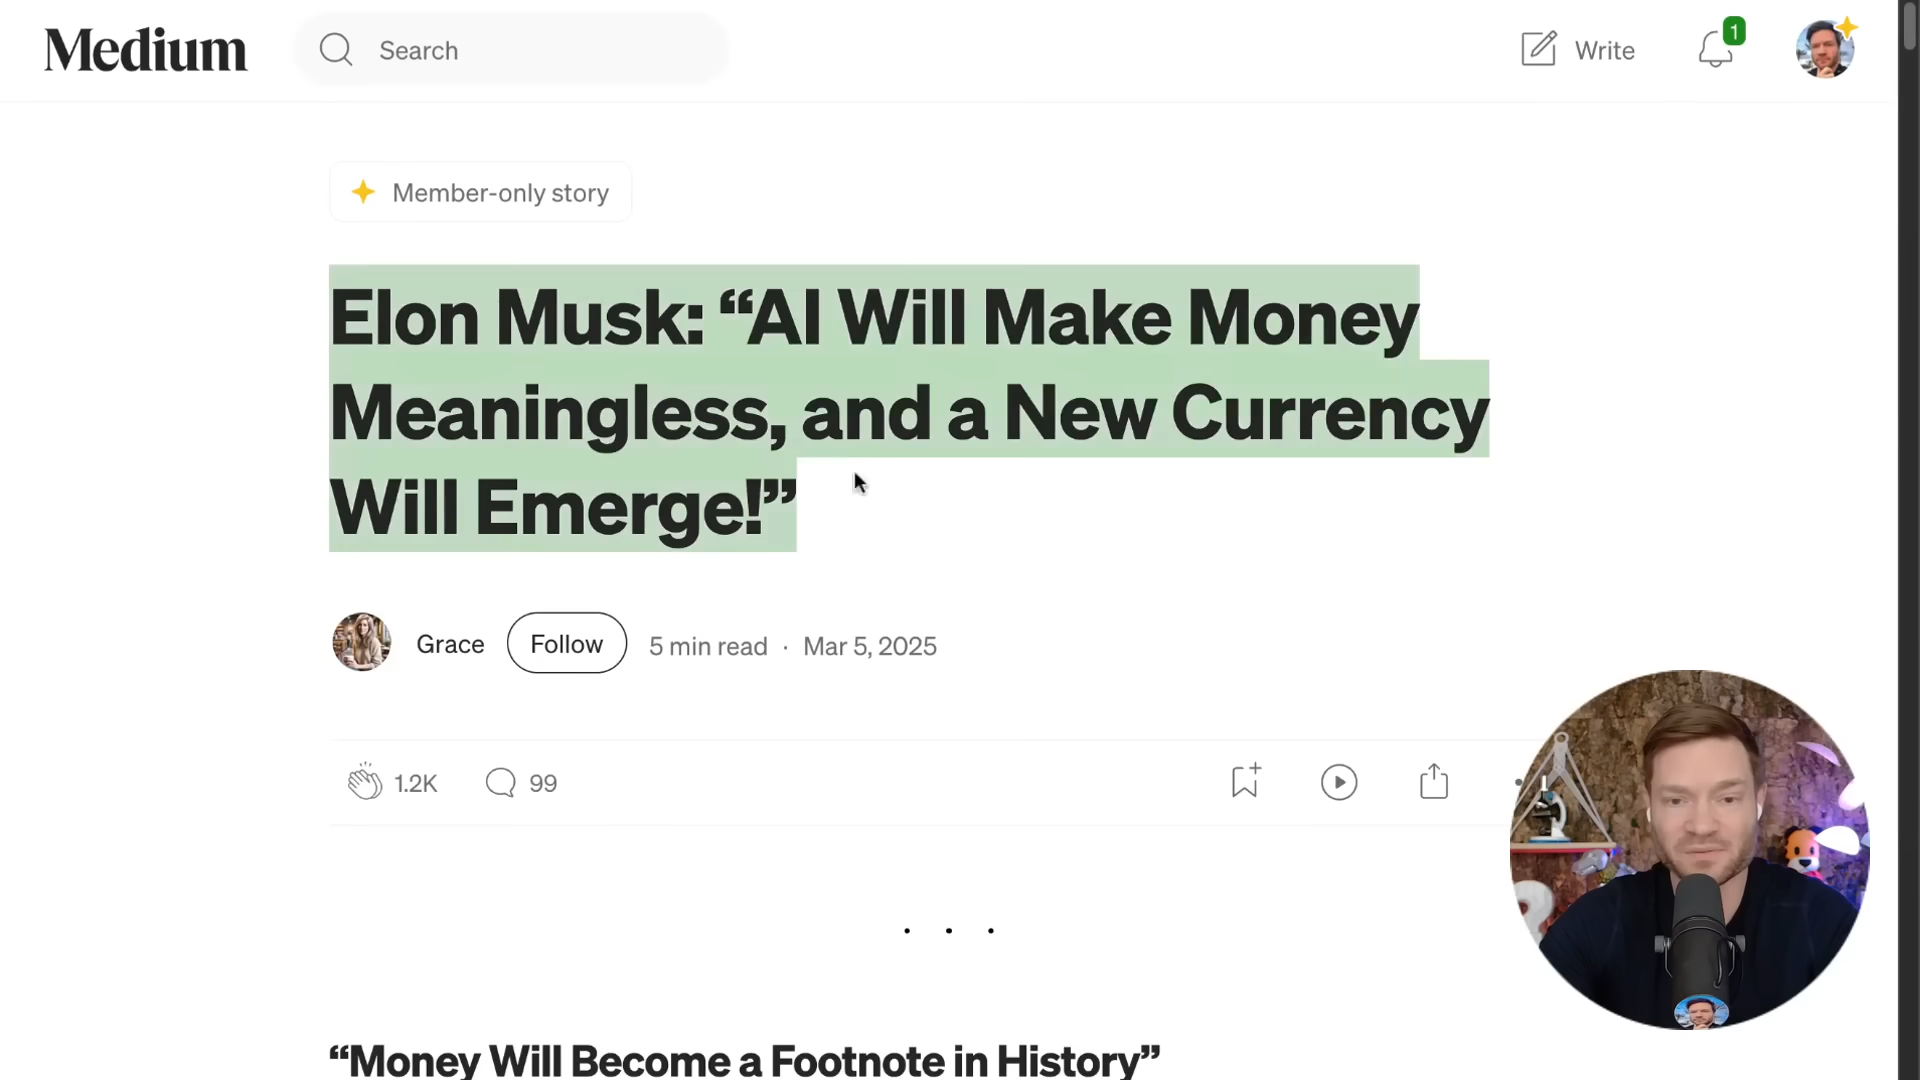 Medium
Search
Write
1
Member-only story
Elon Musk: “AI Will Make Money
Meaningless, and a New Currency
Will Emerge!”
Grace
Follow
5 min read · Mar 5, 2025
1.2K
99
“Money Will Become a Footnote in History”